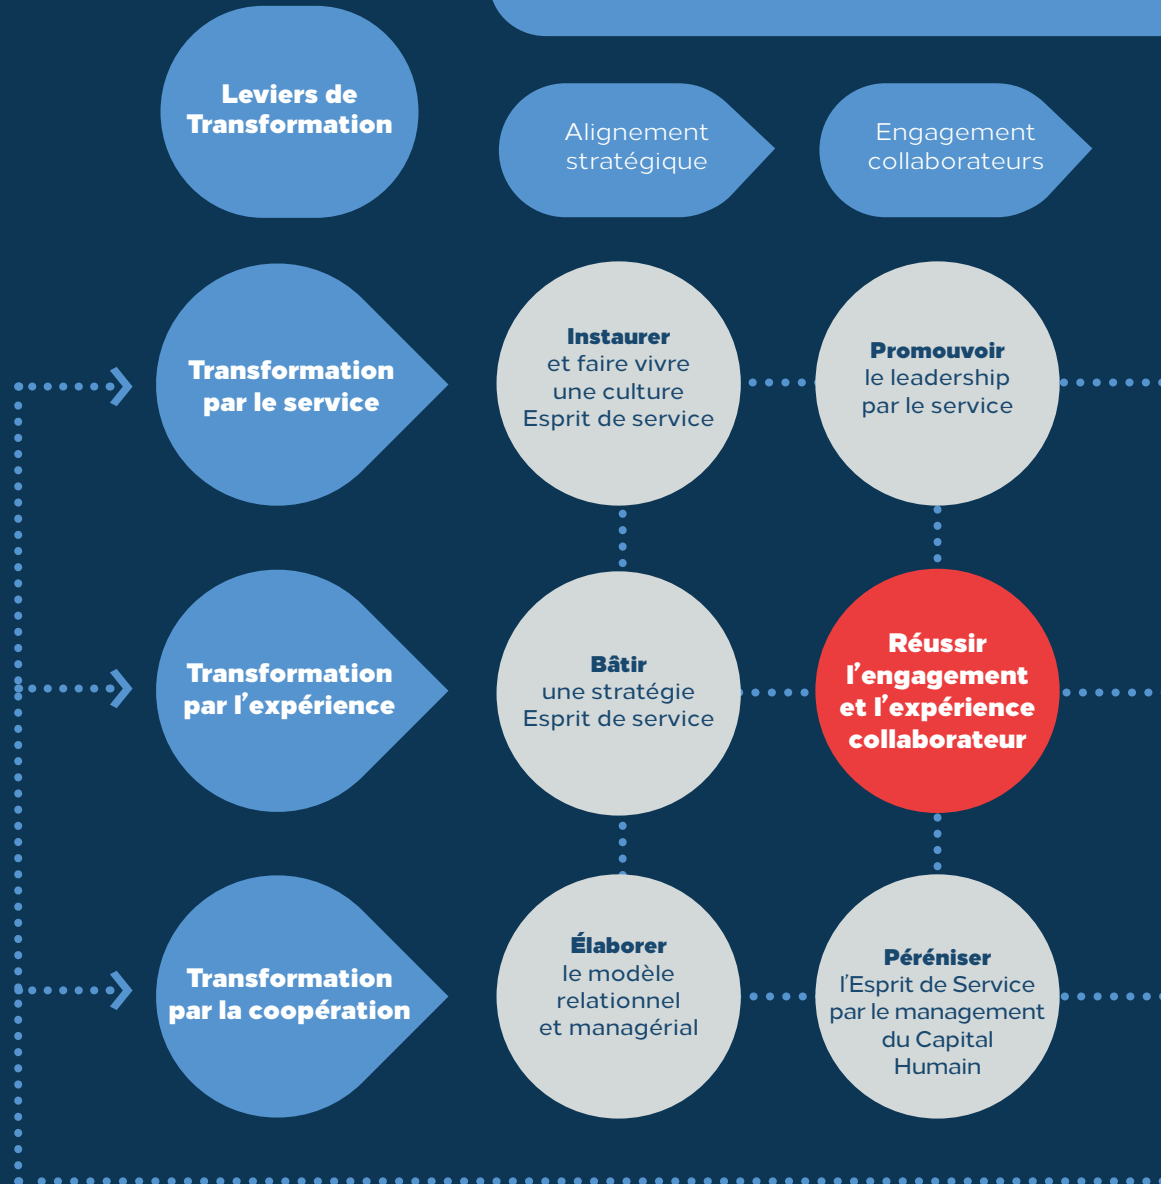 Leviers de
Transformation
Alignement
stratégique
Engagement
collaborateurs
Transformation
par le service
Instaurer
et faire vivre
une culture
Esprit de service
Promouvoir
le leadership
par le service
Transformation
par l'expérience
Bâtir
une stratégie
Esprit de service
Réussir
l'engagement
et l'expérience
collaborateur
Transformation
par la coopération
Élaborer
le modèle
relationnel
et managérial
Péréniser
l'Esprit de Service
par le management
du Capital
Humain